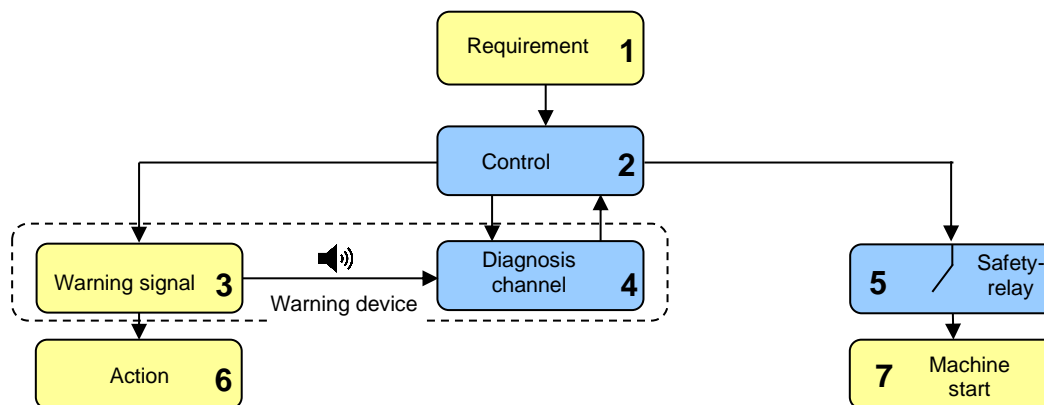 Requirement 1
Control 2
Warning signal 3
Warning device
Diagnosis
channel 4
5 Safety-
relay
Action 6
7 Machine
start